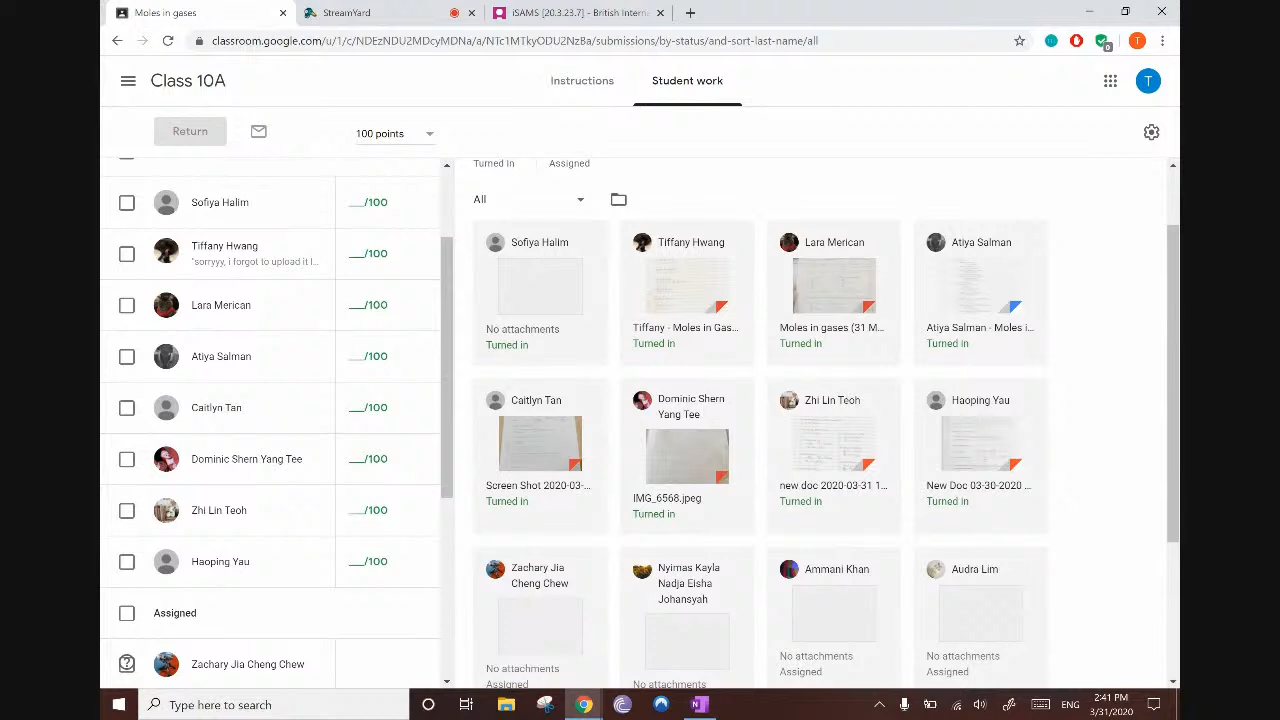 Moles in gases
StreamYard
iSAMS [20.3.23.7] - British Intern
classroom.google.com/u/1/c/NDEzNDU2MDcyMDNa/a/NTc1MTkyODU2NzBa/submissions/by-status/and-sort-last-name/all
0
T
Class 10A
Instructions
Student work
T
Return
100 points
Turned in
Assigned
All
Sofiya Halim
__/100
Tiffany Hwang
"sorryyy, i forgot to upload it l...
__/100
Lara Merican
__/100
Atiya Salman
__/100
Caitlyn Tan
__/100
Dominic Shern Yang Tee
__/100
Zhi Lin Teoh
__/100
Haoping Yau
__/100
Assigned
Zachary Jia Cheng Chew
Sofiya Halim
No attachments
Turned in
Tiffany Hwang
Tiffany - Moles in Gas...
Turned in
Lara Merican
Moles in gases (31 M...
Turned in
Atiya Salman
Atiya Salman - Moles i...
Turned in
Caitlyn Tan
Screen Shot 2020-03-...
Turned in
Dominic Shern
Yang Tee
IMG_6568.jpeg
Turned in
Zhi Lin Teoh
new doc 2020-03-31 1...
Turned in
Haoping Yau
New Doc 03-30-2020 ...
Turned in
Zachary Jia
Cheng Chew
No attachments
Assigned
Nyimas Kayla
Nadja Eisha
Johansyah
No attachments
Ammani Khan
No attachments
Assigned
Audra Lim
No attachments
Assigned
Type here to search
ENG
2:41 PM
3/31/2020